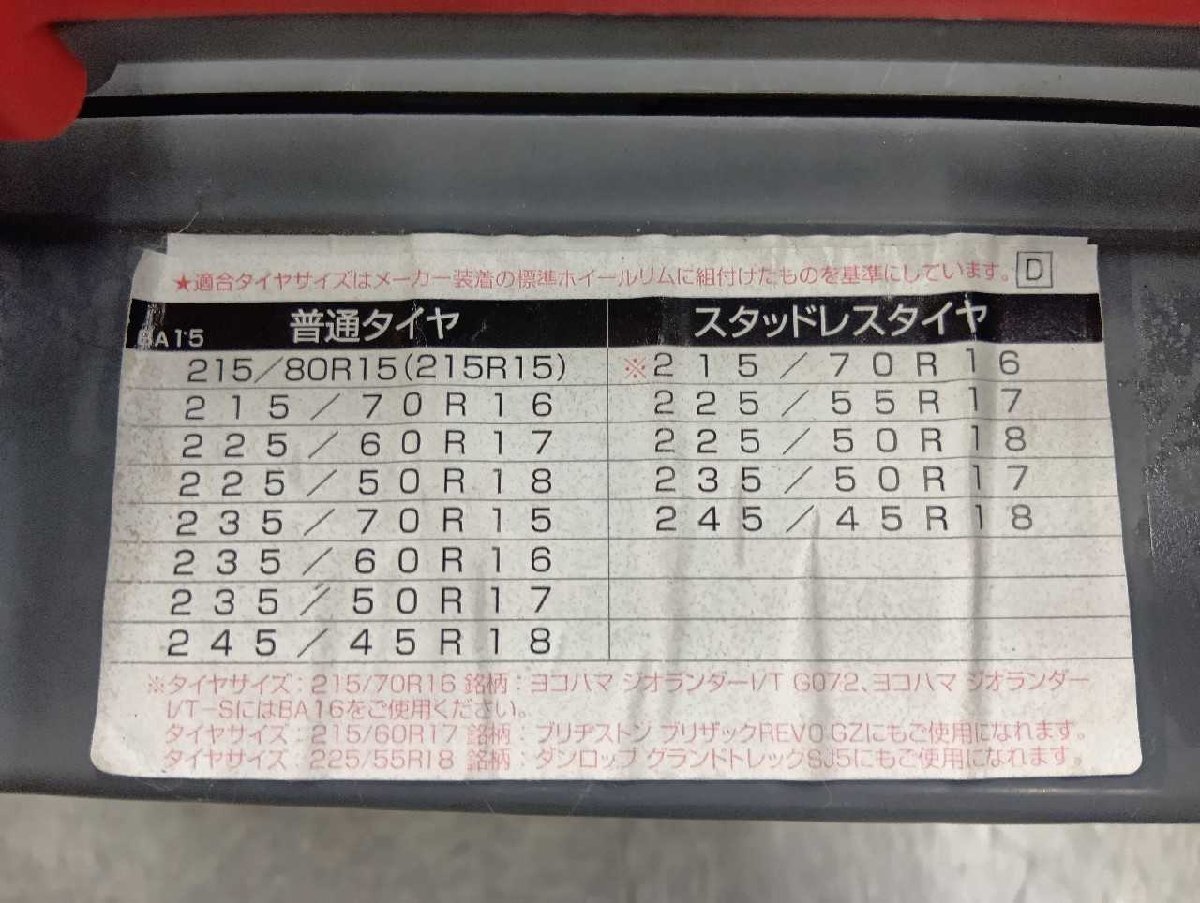 ★適合タイヤサイズはメーカー装着の標準ホイールリムに組付けたものを基準にしています。 D
BA15 普通タイヤ スタッドレスタイヤ
215/80R15(215R15) ※215/70R16
215/70R16 225/55R17
225/60R17 225/50R18
225/50R18 235/50R17
235/70R15 245/45R18
235/60R16
235/50R17
245/45R18
※タイヤサイズ:215/70R16 銘柄:ヨコハマ ジオランダーI/T G072、ヨコハマ ジオランダー
I/T-SにはBA16をご使用ください。
タイヤサイズ:215/60R17 銘柄:ブリヂストン ブリザックREVO GZにもご使用になれます。
タイヤサイズ:225/55R18 銘柄:ダンロップ グランドトレックSJ5にもご使用になれます。